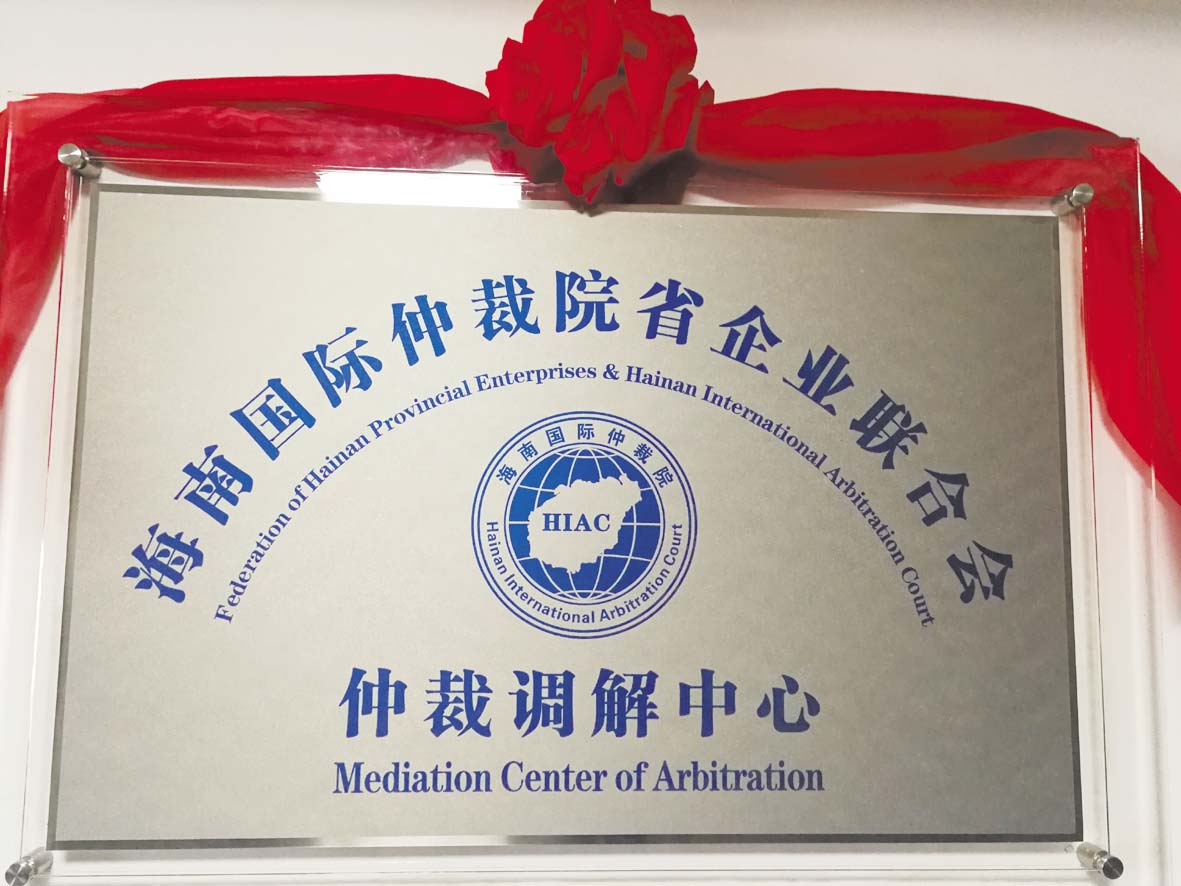 海南国际仲裁院省企业联合会
Federation of Hainan Provincial Enterprises & Hainan International Arbitration Court
海南国际仲裁院
HIAC
Hainan International Arbitration Court
仲裁调解中心
Mediation Center of Arbitration